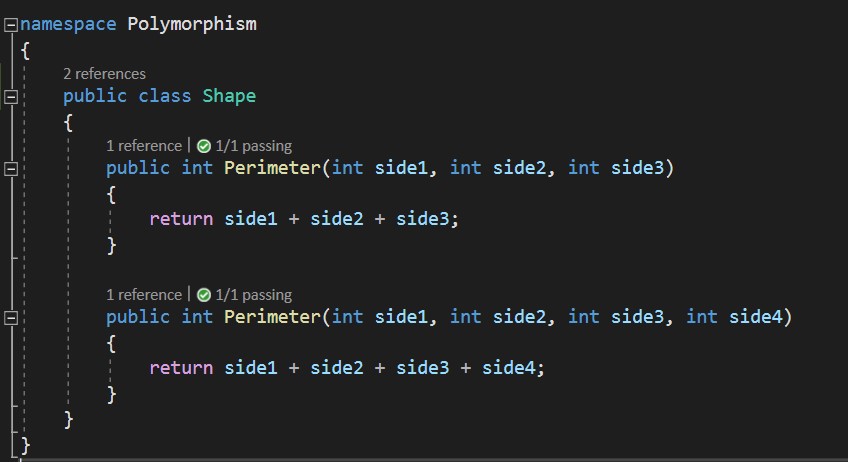 namespace Polymorphism
{
2 references
public class Shape
{
1 reference | 1/1 passing
public int Perimeter(int side1, int side2, int side3)
{
return side1 + side2 + side3;
}
1 reference | 1/1 passing
public int Perimeter(int side1, int side2, int side3, int side4)
{
return side1 + side2 + side3 + side4;
}
}
}